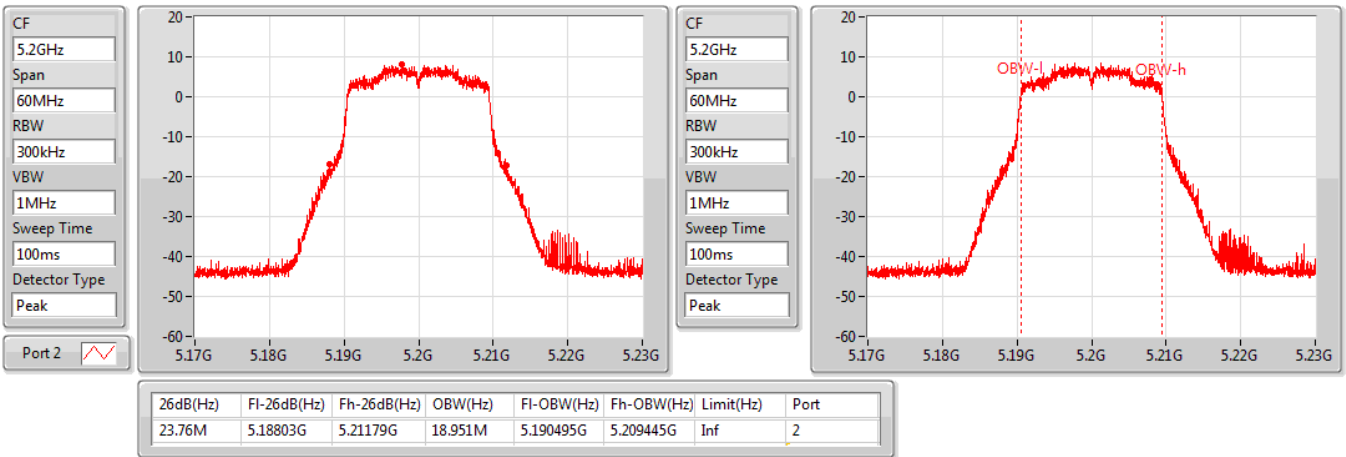 CF
5.2GHz
Span
60MHz
RBW
300kHz
VBW
1MHz
Sweep Time
100ms
Detector Type
Peak
Port 2
20
10
0
-10
-20
-30
-40
-50
-60
5.17G 5.18G 5.19G 5.2G 5.21G 5.22G 5.23G
CF
5.2GHz
Span
60MHz
RBW
300kHz
VBW
1MHz
Sweep Time
100ms
Detector Type
Peak
20
10
0
-10
-20
-30
-40
-50
-60
OBW-l OBW-h
5.17G 5.18G 5.19G 5.2G 5.21G 5.22G 5.23G
26dB(Hz) Fl-26dB(Hz) Fh-26dB(Hz) OBW(Hz) Fl-OBW(Hz) Fh-OBW(Hz) Limit(Hz) Port
23.76M 5.18803G 5.21179G 18.951M 5.190495G 5.209445G Inf 2